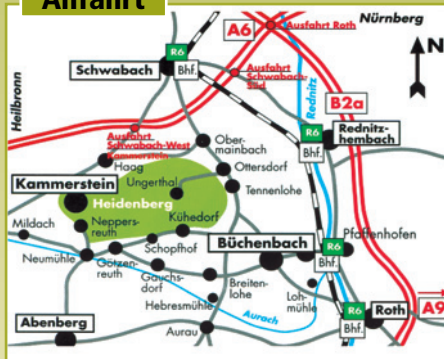 Anfahrt
Nürnberg
A6
Ausfahrt Roth
N
R6
Schwabach
Bhf.
Ausfahrt
Schwabach-
Süd
Rednitz
B2a
Heilbronn
Ausfahrt
Schwabach-West
Kammerstein
Haag
Ober-
mainbach
R6
Rednitz-
hembach
Bhf.
Ungerthal
Ottersdorf
Tennenlohe
Kammerstein
Heidenberg
Mildach
Neppers-
reuth
Kühedorf
Schopfhof
Büchenbach
R6
Bhf.
Pfaffenhofen
Neumühle
Götzen-
reuth
Gauchs-
dorf
Breiten-
lohe
Loh-
mühle
A9
Hebresmühle
Aurach
R6
Bhf.
Roth
Abenberg
Aurau